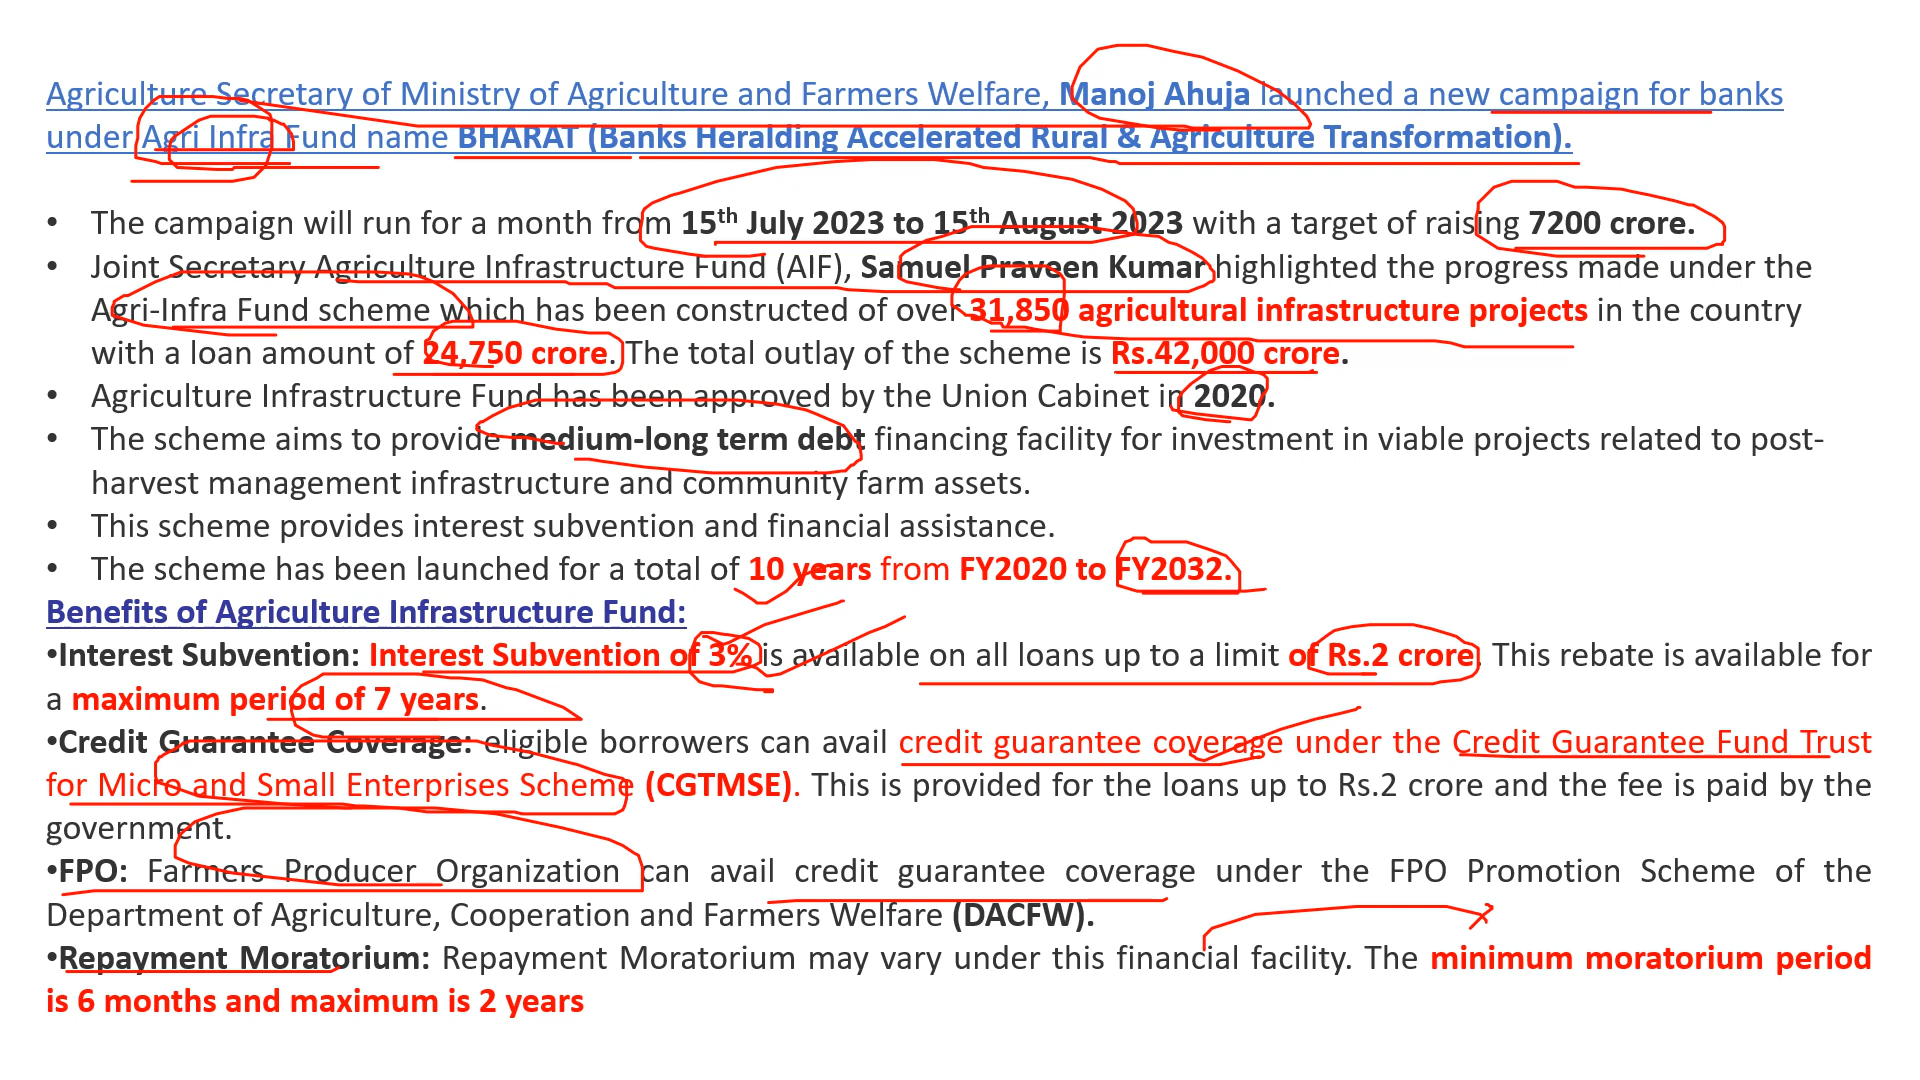 Agriculture Secretary of Ministry of Agriculture and Farmers Welfare, Manoj Ahuja launched a new campaign for banks
under Agri Infra Fund name BHARAT (Banks Heralding Accelerated Rural & Agriculture Transformation).
• The campaign will run for a month from 15th July 2023 to 15th August 2023 with a target of raising 7200 crore.
• Joint Secretary Agriculture Infrastructure Fund (AIF), Samuel Praveen Kumar highlighted the progress made under the
Agri-Infra Fund scheme which has been constructed of over 31,850 agricultural infrastructure projects in the country
with a loan amount of 24,750 crore. The total outlay of the scheme is Rs.42,000 crore.
• Agriculture Infrastructure Fund has been approved by the Union Cabinet in 2020.
• The scheme aims to provide medium-long term debt financing facility for investment in viable projects related to post-
harvest management infrastructure and community farm assets.
• This scheme provides interest subvention and financial assistance.
• The scheme has been launched for a total of 10 years from FY2020 to FY2032.
Benefits of Agriculture Infrastructure Fund:
•Interest Subvention: Interest Subvention of 3% is available on all loans up to a limit of Rs.2 crore. This rebate is available for
a maximum period of 7 years.
•Credit Guarantee Coverage: eligible borrowers can avail credit guarantee coverage under the Credit Guarantee Fund Trust
for Micro and Small Enterprises Scheme (CGTMSE). This is provided for the loans up to Rs.2 crore and the fee is paid by the
government.
•FPO: Farmers Producer Organization can avail credit guarantee coverage under the FPO Promotion Scheme of the
Department of Agriculture, Cooperation and Farmers Welfare (DACFW).
•Repayment Moratorium: Repayment Moratorium may vary under this financial facility. The minimum moratorium period
is 6 months and maximum is 2 years